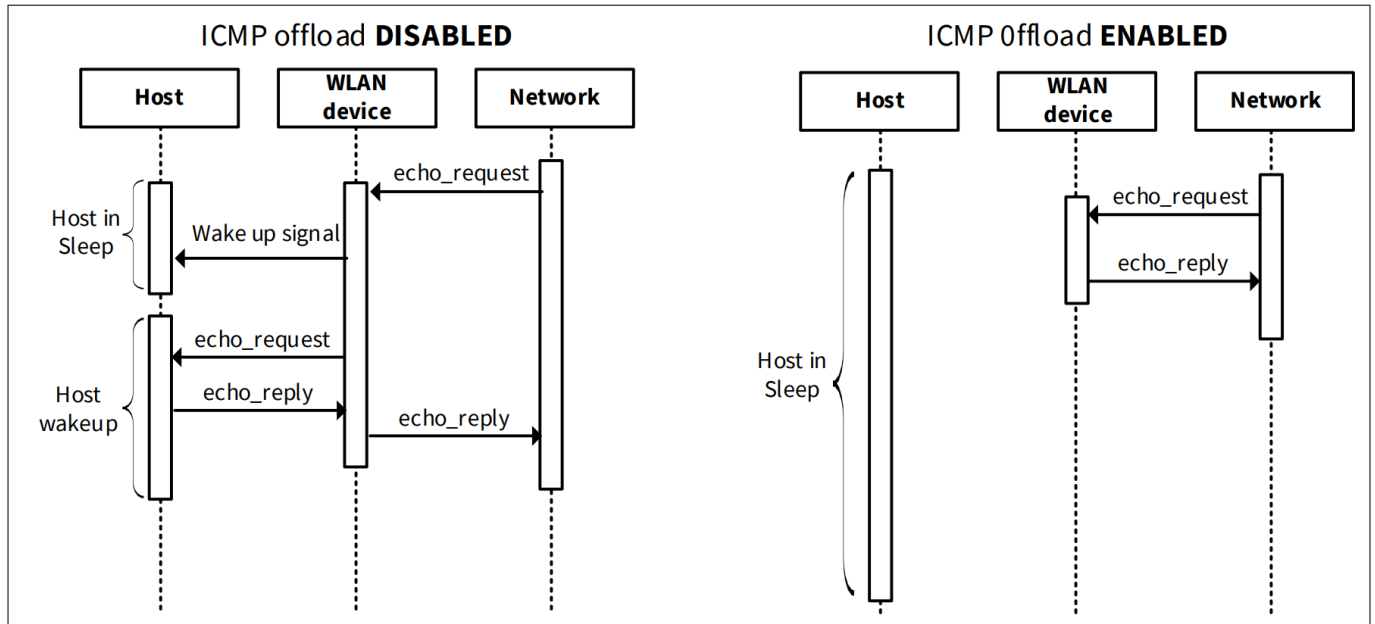 ICMP offload DISABLED
Host
WLAN
device
Network
echo_request
Host in
Sleep
Wake up signal
echo_request
Host
wakeup
echo_reply
echo_reply
ICMP 0ffload ENABLED
Host
WLAN
device
Network
echo_request
echo_reply
Host in
Sleep